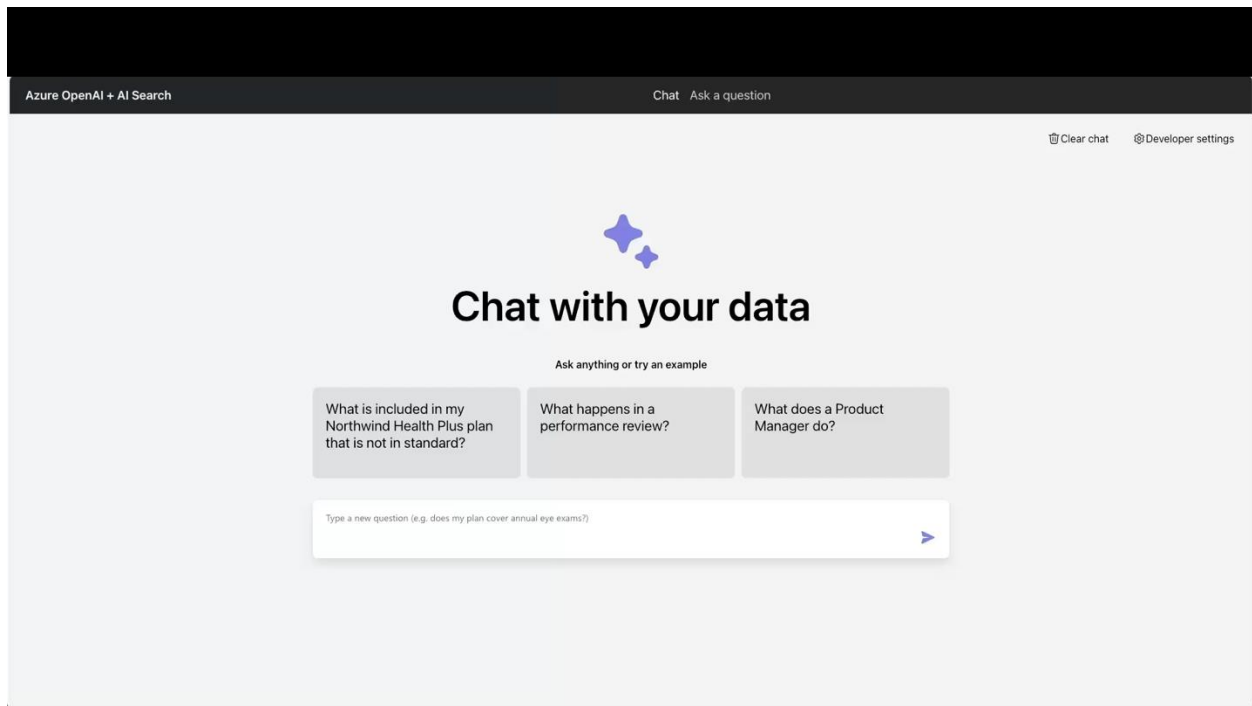 Azure OpenAI + AI Search
Chat Ask a question
Clear chat Developer settings
Chat with your data
Ask anything or try an example
What is included in my
Northwind Health Plus plan
that is not in standard?
What happens in a
performance review?
What does a Product
Manager do?
Type a new question (e.g. does my plan cover annual eye exams?)